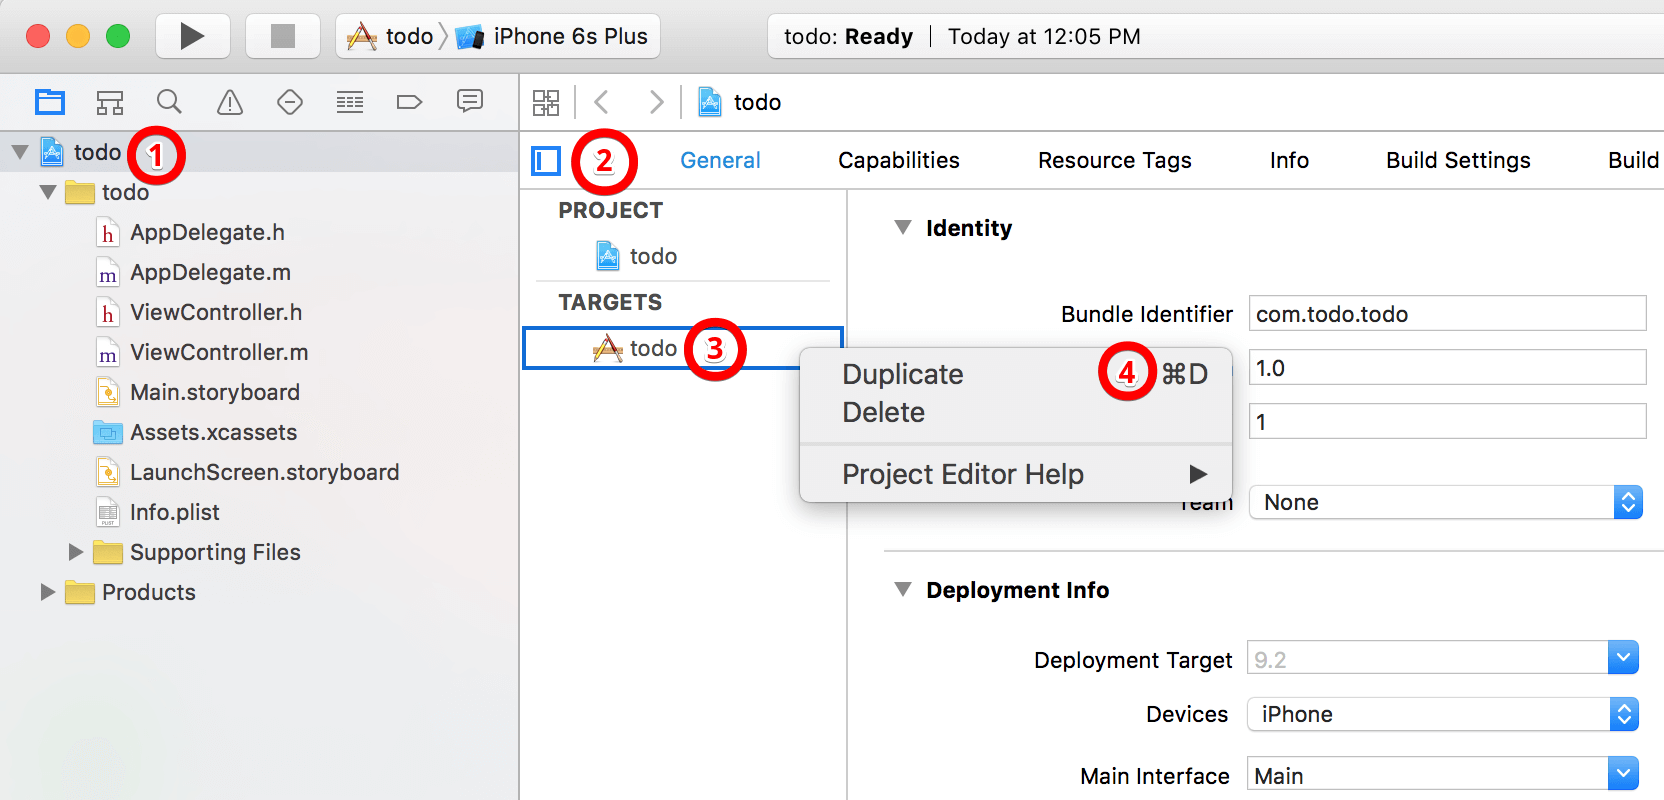 todo iPhone 6s Plus
todo: Ready Today at 12:05 PM
todo
todo 1
todo
h AppDelegate.h
m AppDelegate.m
h ViewController.h
m ViewController.m
Main.storyboard
Assets.xcassets
LaunchScreen.storyboard
PLIST Info.plist
Supporting Files
Products
2 General Capabilities Resource Tags Info Build Settings Build
PROJECT
todo
TARGETS
todo 3
Duplicate 4 ⌘D
Delete
Project Editor Help
Identity
Bundle Identifier com.todo.todo
1.0
1
Team None
Deployment Info
Deployment Target 9.2
Devices iPhone
Main Interface Main